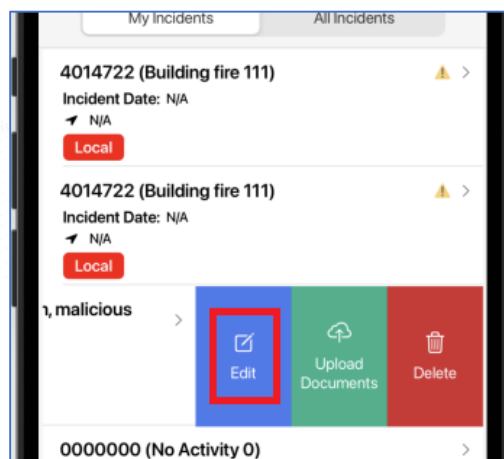 My Incidents
All Incidents
4014722 (Building fire 111)
Incident Date: N/A
N/A
Local
4014722 (Building fire 111)
Incident Date: N/A
N/A
Local
, malicious
Edit
Upload
Documents
Delete
0000000 (No Activity 0)